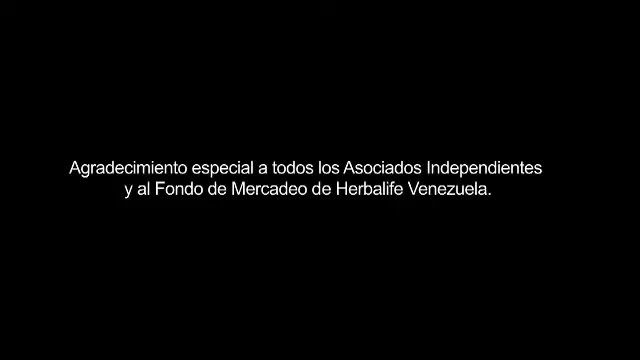 Agradecimiento especial a todos los Asociados Independientes
y al Fondo de Mercadeo de Herbalife Venezuela.